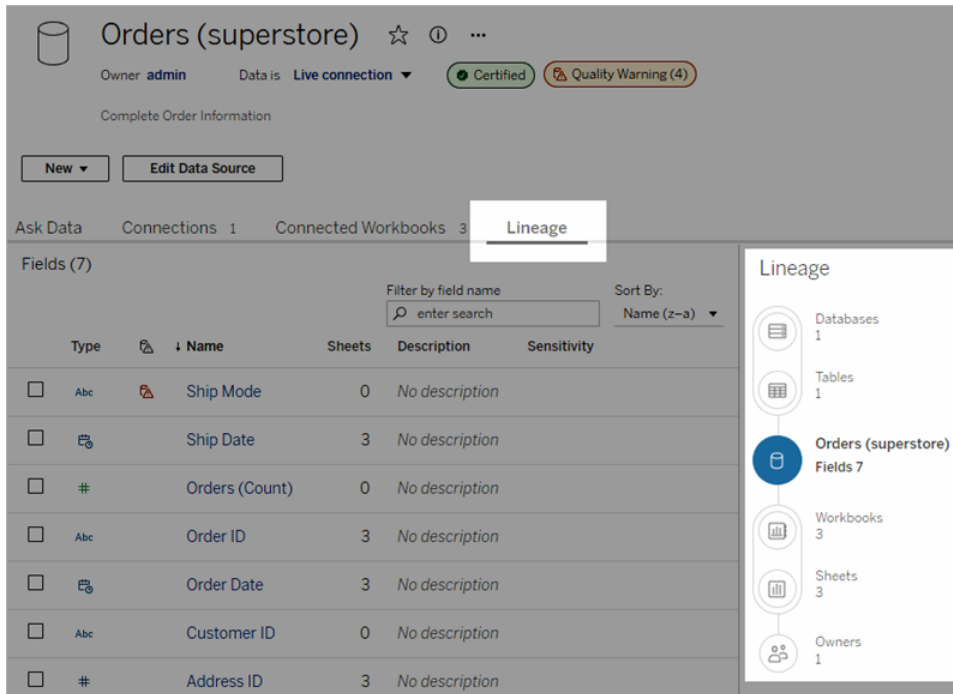 Orders (superstore)
Owner admin Data is Live connection Certified Quality Warning (4)
Complete Order Information
New Edit Data Source
Ask Data Connections 1 Connected Workbooks 3 Lineage
Fields (7)
Filter by field name Sort By:
enter search Name (z–a)
Type ↓ Name Sheets Description Sensitivity
Abc Ship Mode 0 No description
Ship Date 3 No description
# Orders (Count) 0 No description
Abc Order ID 3 No description
Order Date 3 No description
Abc Customer ID 0 No description
# Address ID 3 No description
Lineage
Databases
1
Tables
1
Orders (superstore)
Fields 7
Workbooks
3
Sheets
3
Owners
1